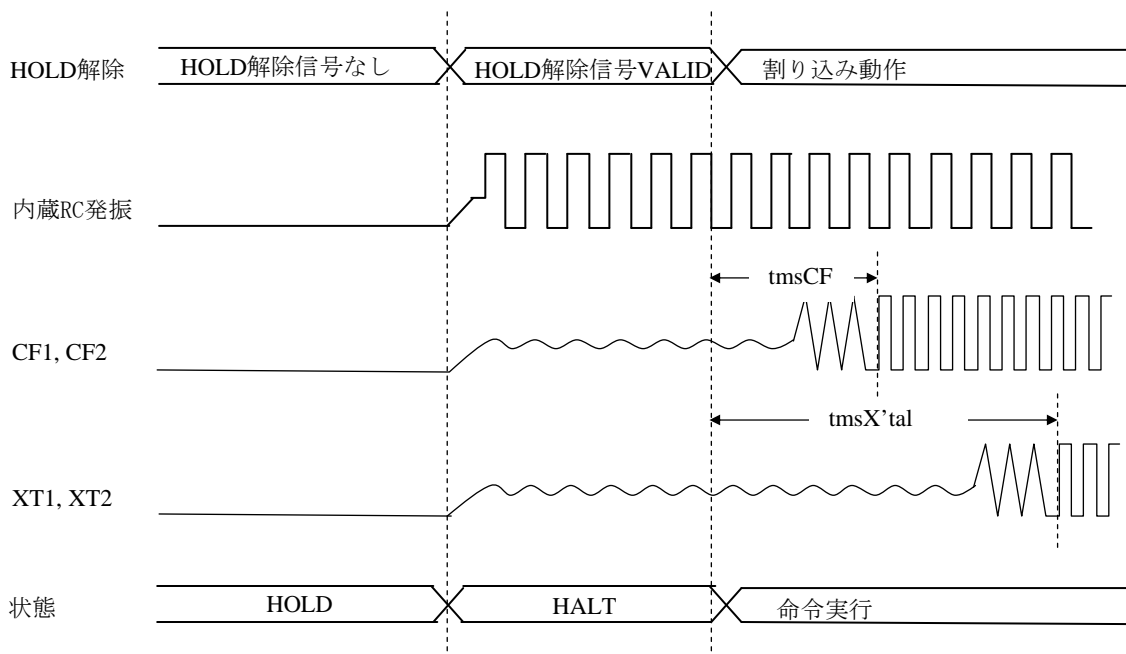 HOLD解除
HOLD解除信号なし
HOLD解除信号VALID
割り込み動作
内蔵RC発振
tmsCF
CF1, CF2
tmsX’tal
XT1, XT2
状態
HOLD
HALT
命令実行